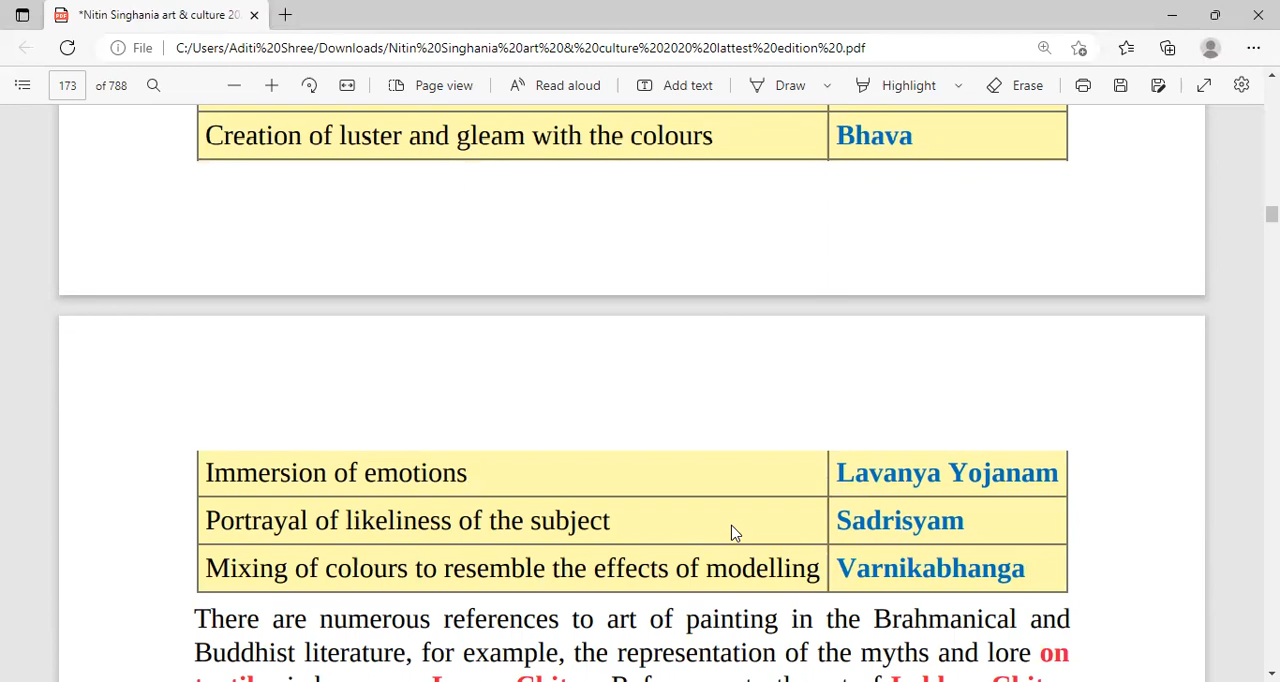 *Nitin Singhania art & culture 20
File C:/Users/Aditi%20Shree/Downloads/Nitin%20Singhania%20art%20&%20culture%202020%20lattest%20edition%20.pdf
173 of 788 Page view Read aloud Add text Draw Highlight Erase
Creation of luster and gleam with the colours Bhava
Immersion of emotions Lavanya Yojanam
Portrayal of likeliness of the subject Sadrisyam
Mixing of colours to resemble the effects of modelling Varnikabhanga
There are numerous references to art of painting in the Brahmanical and
Buddhist literature, for example, the representation of the myths and lore on